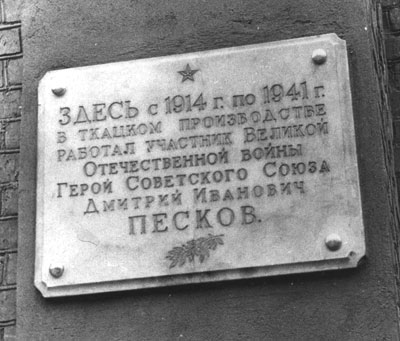 ЗДЕСЬ с 1914 г. по 1941 г.
В ТКАЦКОМ ПРОИЗВОДСТВЕ
РАБОТАЛ УЧАСТНИК ВЕЛИКОЙ
ОТЕЧЕСТВЕННОЙ ВОЙНЫ
ГЕРОЙ СОВЕТСКОГО СОЮЗА
ДМИТРИЙ ИВАНОВИЧ
ПЕСКОВ.